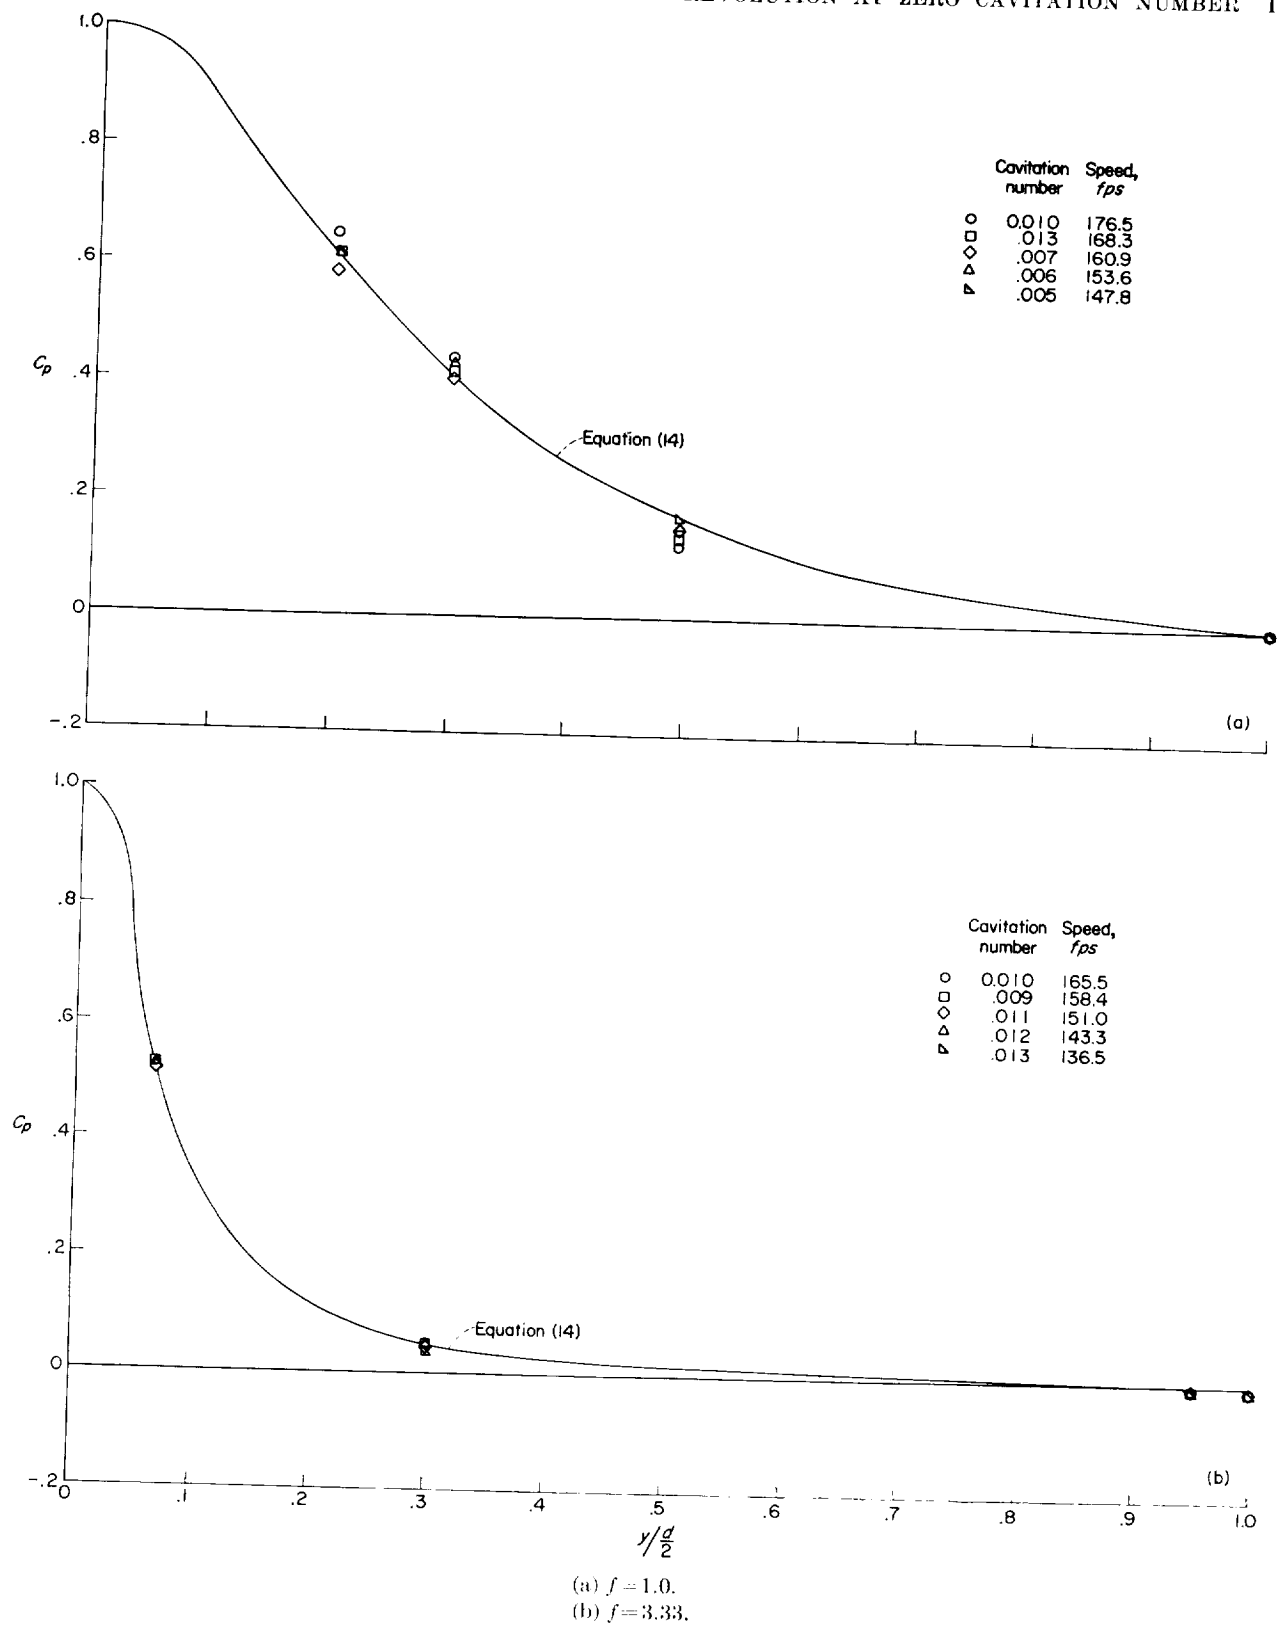 REVOLUTION AT ZERO CAVITATION NUMBER
1.0
.8
.6
Cp .4
.2
0
-.2
Cavitation number Speed, fps
0.010 176.5
.013 168.3
.007 160.9
.006 153.6
.005 147.8
Equation (14)
(a)
1.0
.8
.6
Cp .4
.2
0
-.2
Cavitation number Speed, fps
0.010 165.5
.009 158.4
.011 151.0
.012 143.3
.013 136.5
Equation (14)
(b)
0 .1 .2 .3 .4 .5 .6 .7 .8 .9 1.0
y/d/2
(a) f=1.0.
(b) f=3.33.